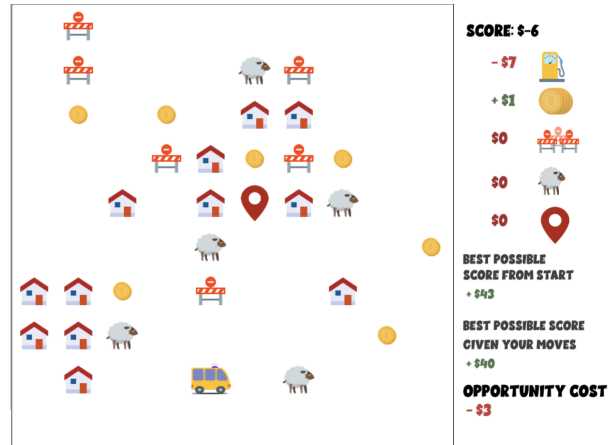 SCORE: $-6
- $7
+ $1
$0
$0
$0
BEST POSSIBLE
SCORE FROM START
+ $43
BEST POSSIBLE SCORE
GIVEN YOUR MOVES
+ $40
OPPORTUNITY COST
- $3